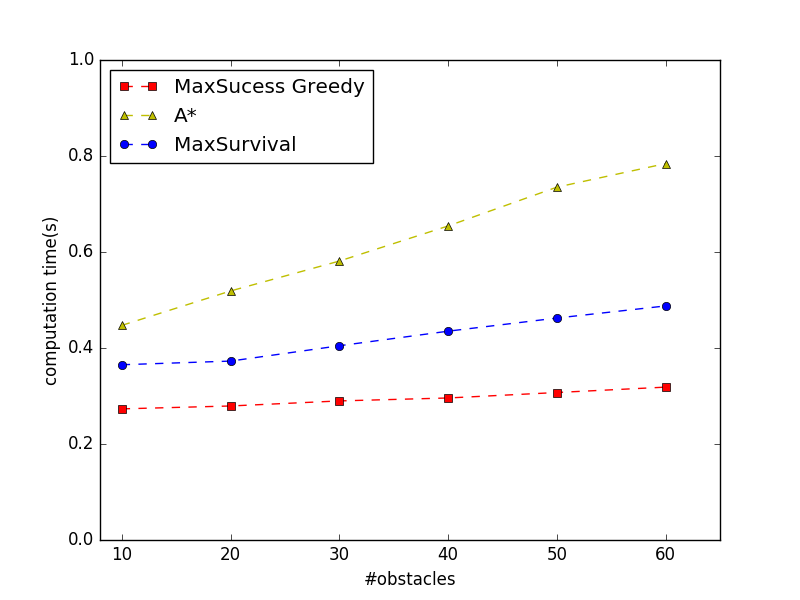 1.0
0.8
0.6
0.4
0.2
0.0
computation time(s)
MaxSucess Greedy
A*
MaxSurvival
10 20 30 40 50 60
#obstacles